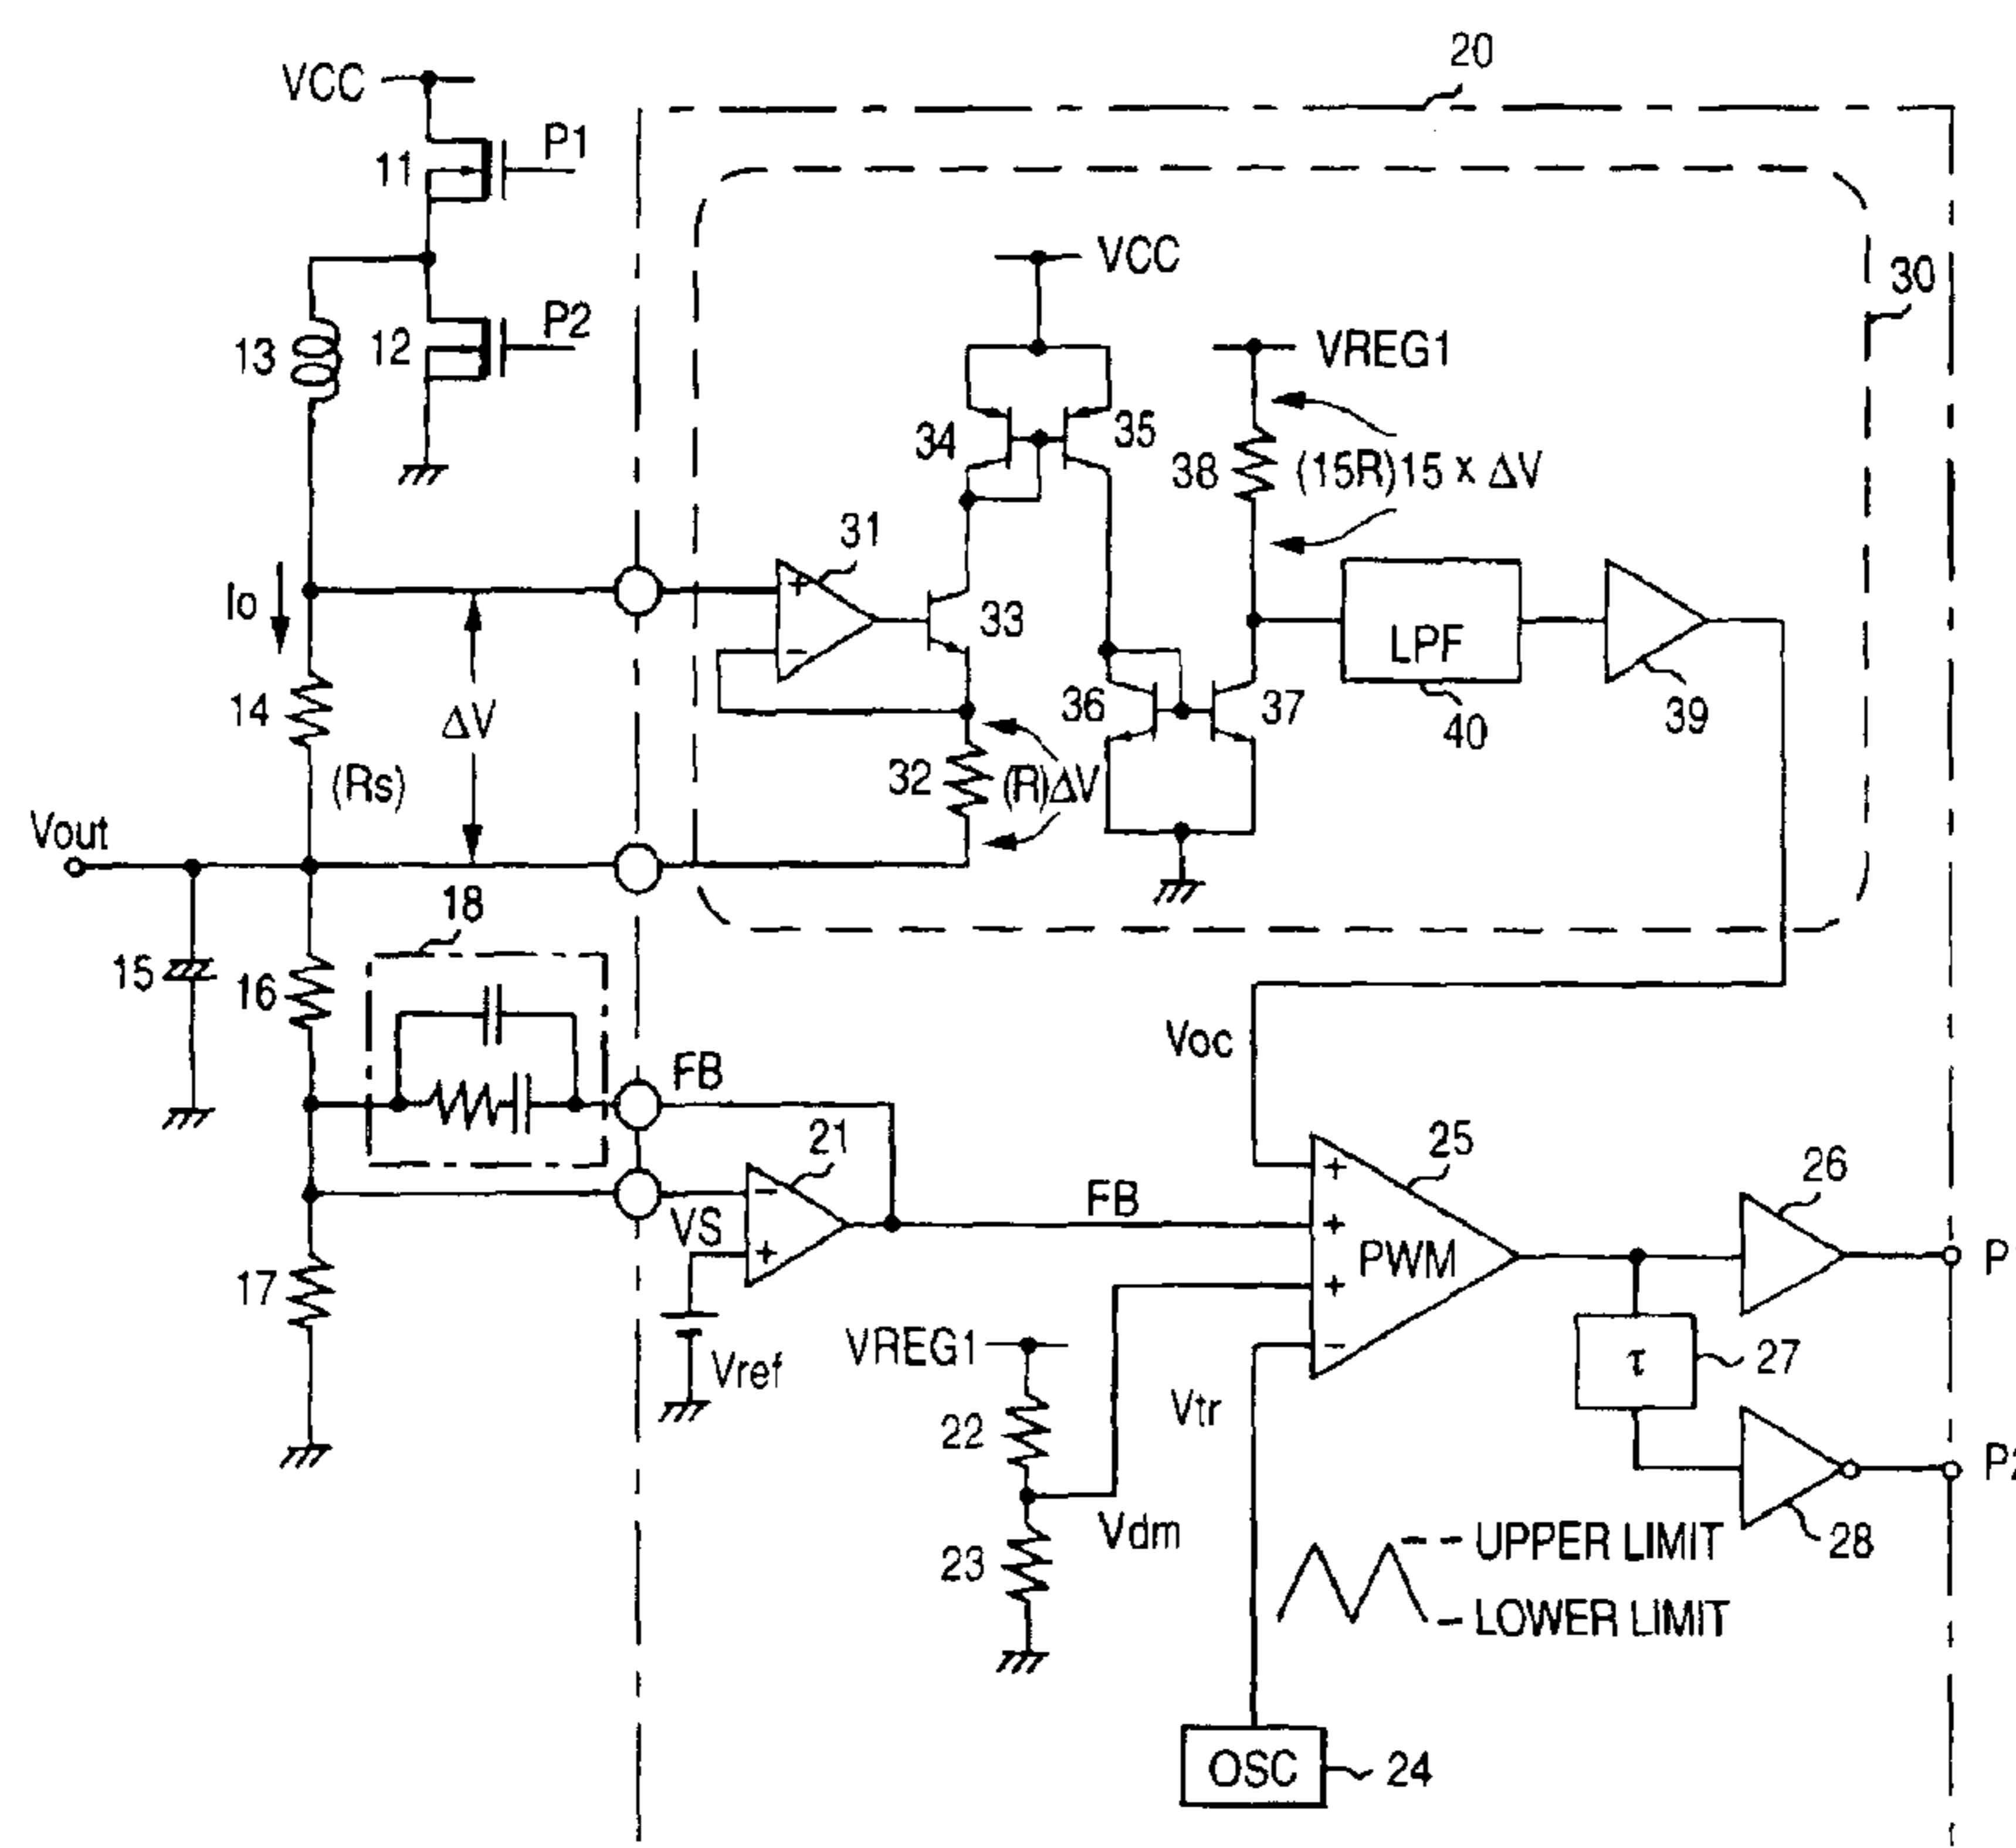 20
VCC
P1
11
VCC
30
P2
13
12
VREG1
34
35
38
(15R)15 x ΔV
31
+
Io
33
-
LPF
14
ΔV
36
37
40
39
32
(R)ΔV
(Rs)
Vout
18
15
16
Voc
FB
21
25
-
+
26
VS
FB
+
P
+
PWM
17
+
VREG1
-
τ
27
Vref
Vtr
22
P2
Vdm
UPPER LIMIT
28
23
LOWER LIMIT
OSC
24